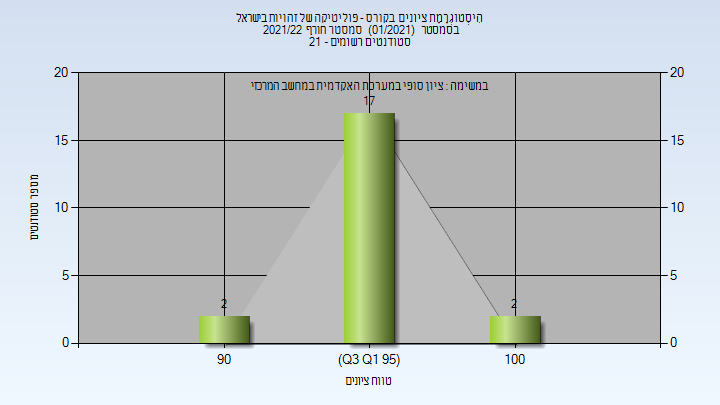 היסטוגרמת ציונים בקורס - פוליטיקה של זהויות בישראל
בסמסטר (01/2021) סמסטר חורף 2021/22
סטודנטים רשומים - 21
במשימה : ציון סופי במערכת האקדמית במחשב המרכזי
20
20
17
15
15
מספר סטודנטים
10
10
5
5
2
2
0
0
90
(Q3 Q1 95)
100
טווח ציונים